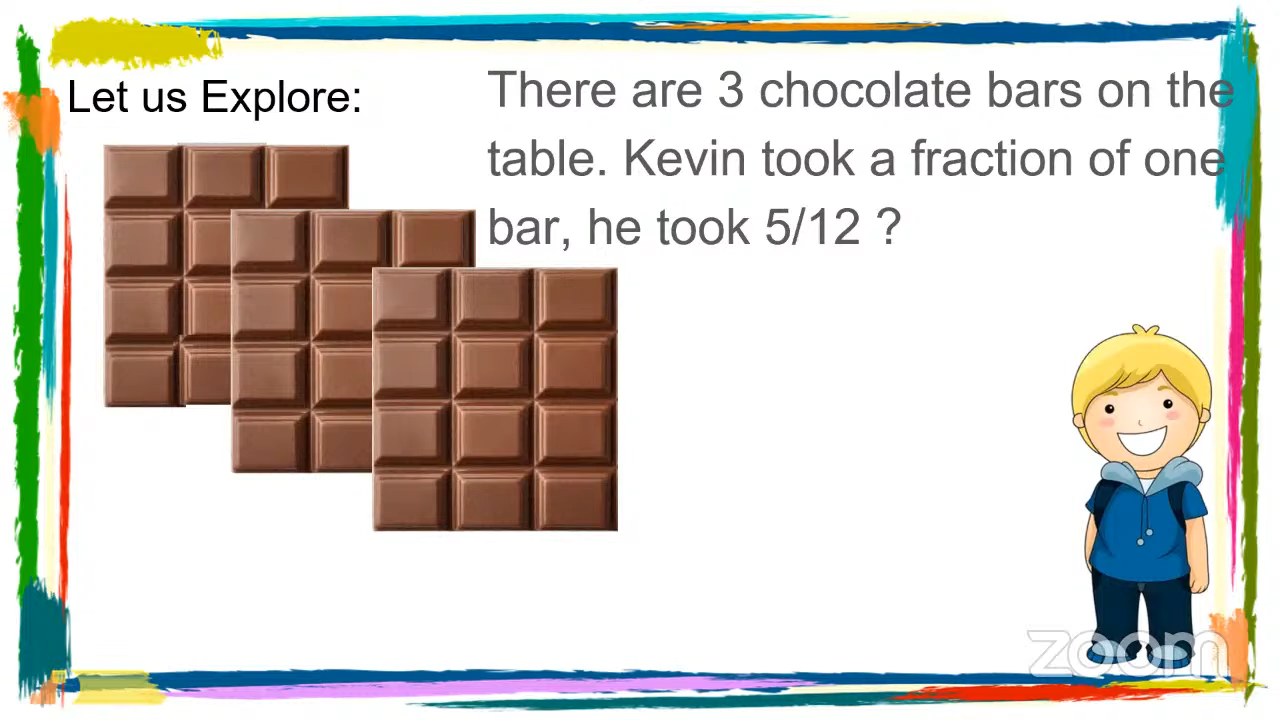 Let us Explore:
There are 3 chocolate bars on the
table. Kevin took a fraction of one
bar, he took 5/12 ?
zoom